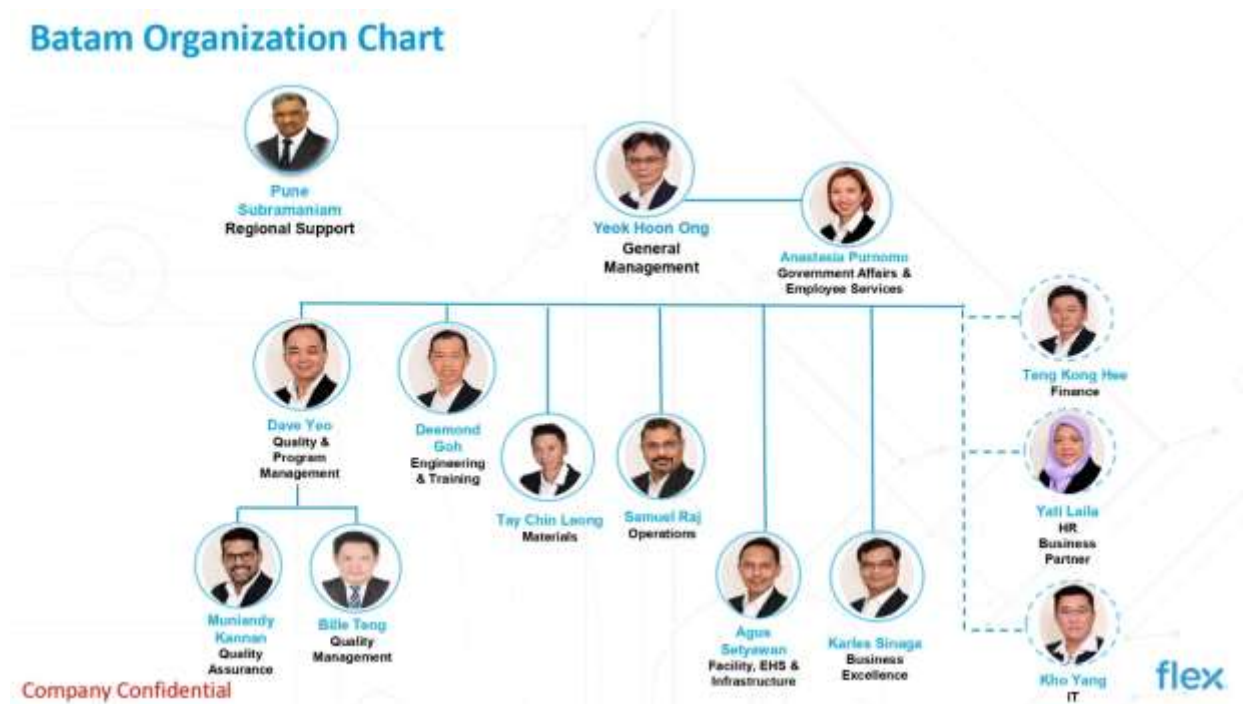 Batam Organization Chart
Pune
Subramaniam
Regional Support
Yeok Hoon Ong
General
Management
Anastasia Purnomo
Government Affairs &
Employee Services
Teng Kong Hee
Finance
Dave Yeo
Quality &
Program
Management
Desmond
Goh
Engineering
& Training
Tay Chin Leong
Materials
Samuel Raj
Operations
Yati Laila
HR
Business
Partner
Muniandy
Kannan
Quality
Assurance
Bille Teng
Quality
Management
Agus
Setyawan
Facility, EHS &
Infrastructure
Karles Sinaga
Business
Excellence
Kho Yang
IT
Company Confidential
flex